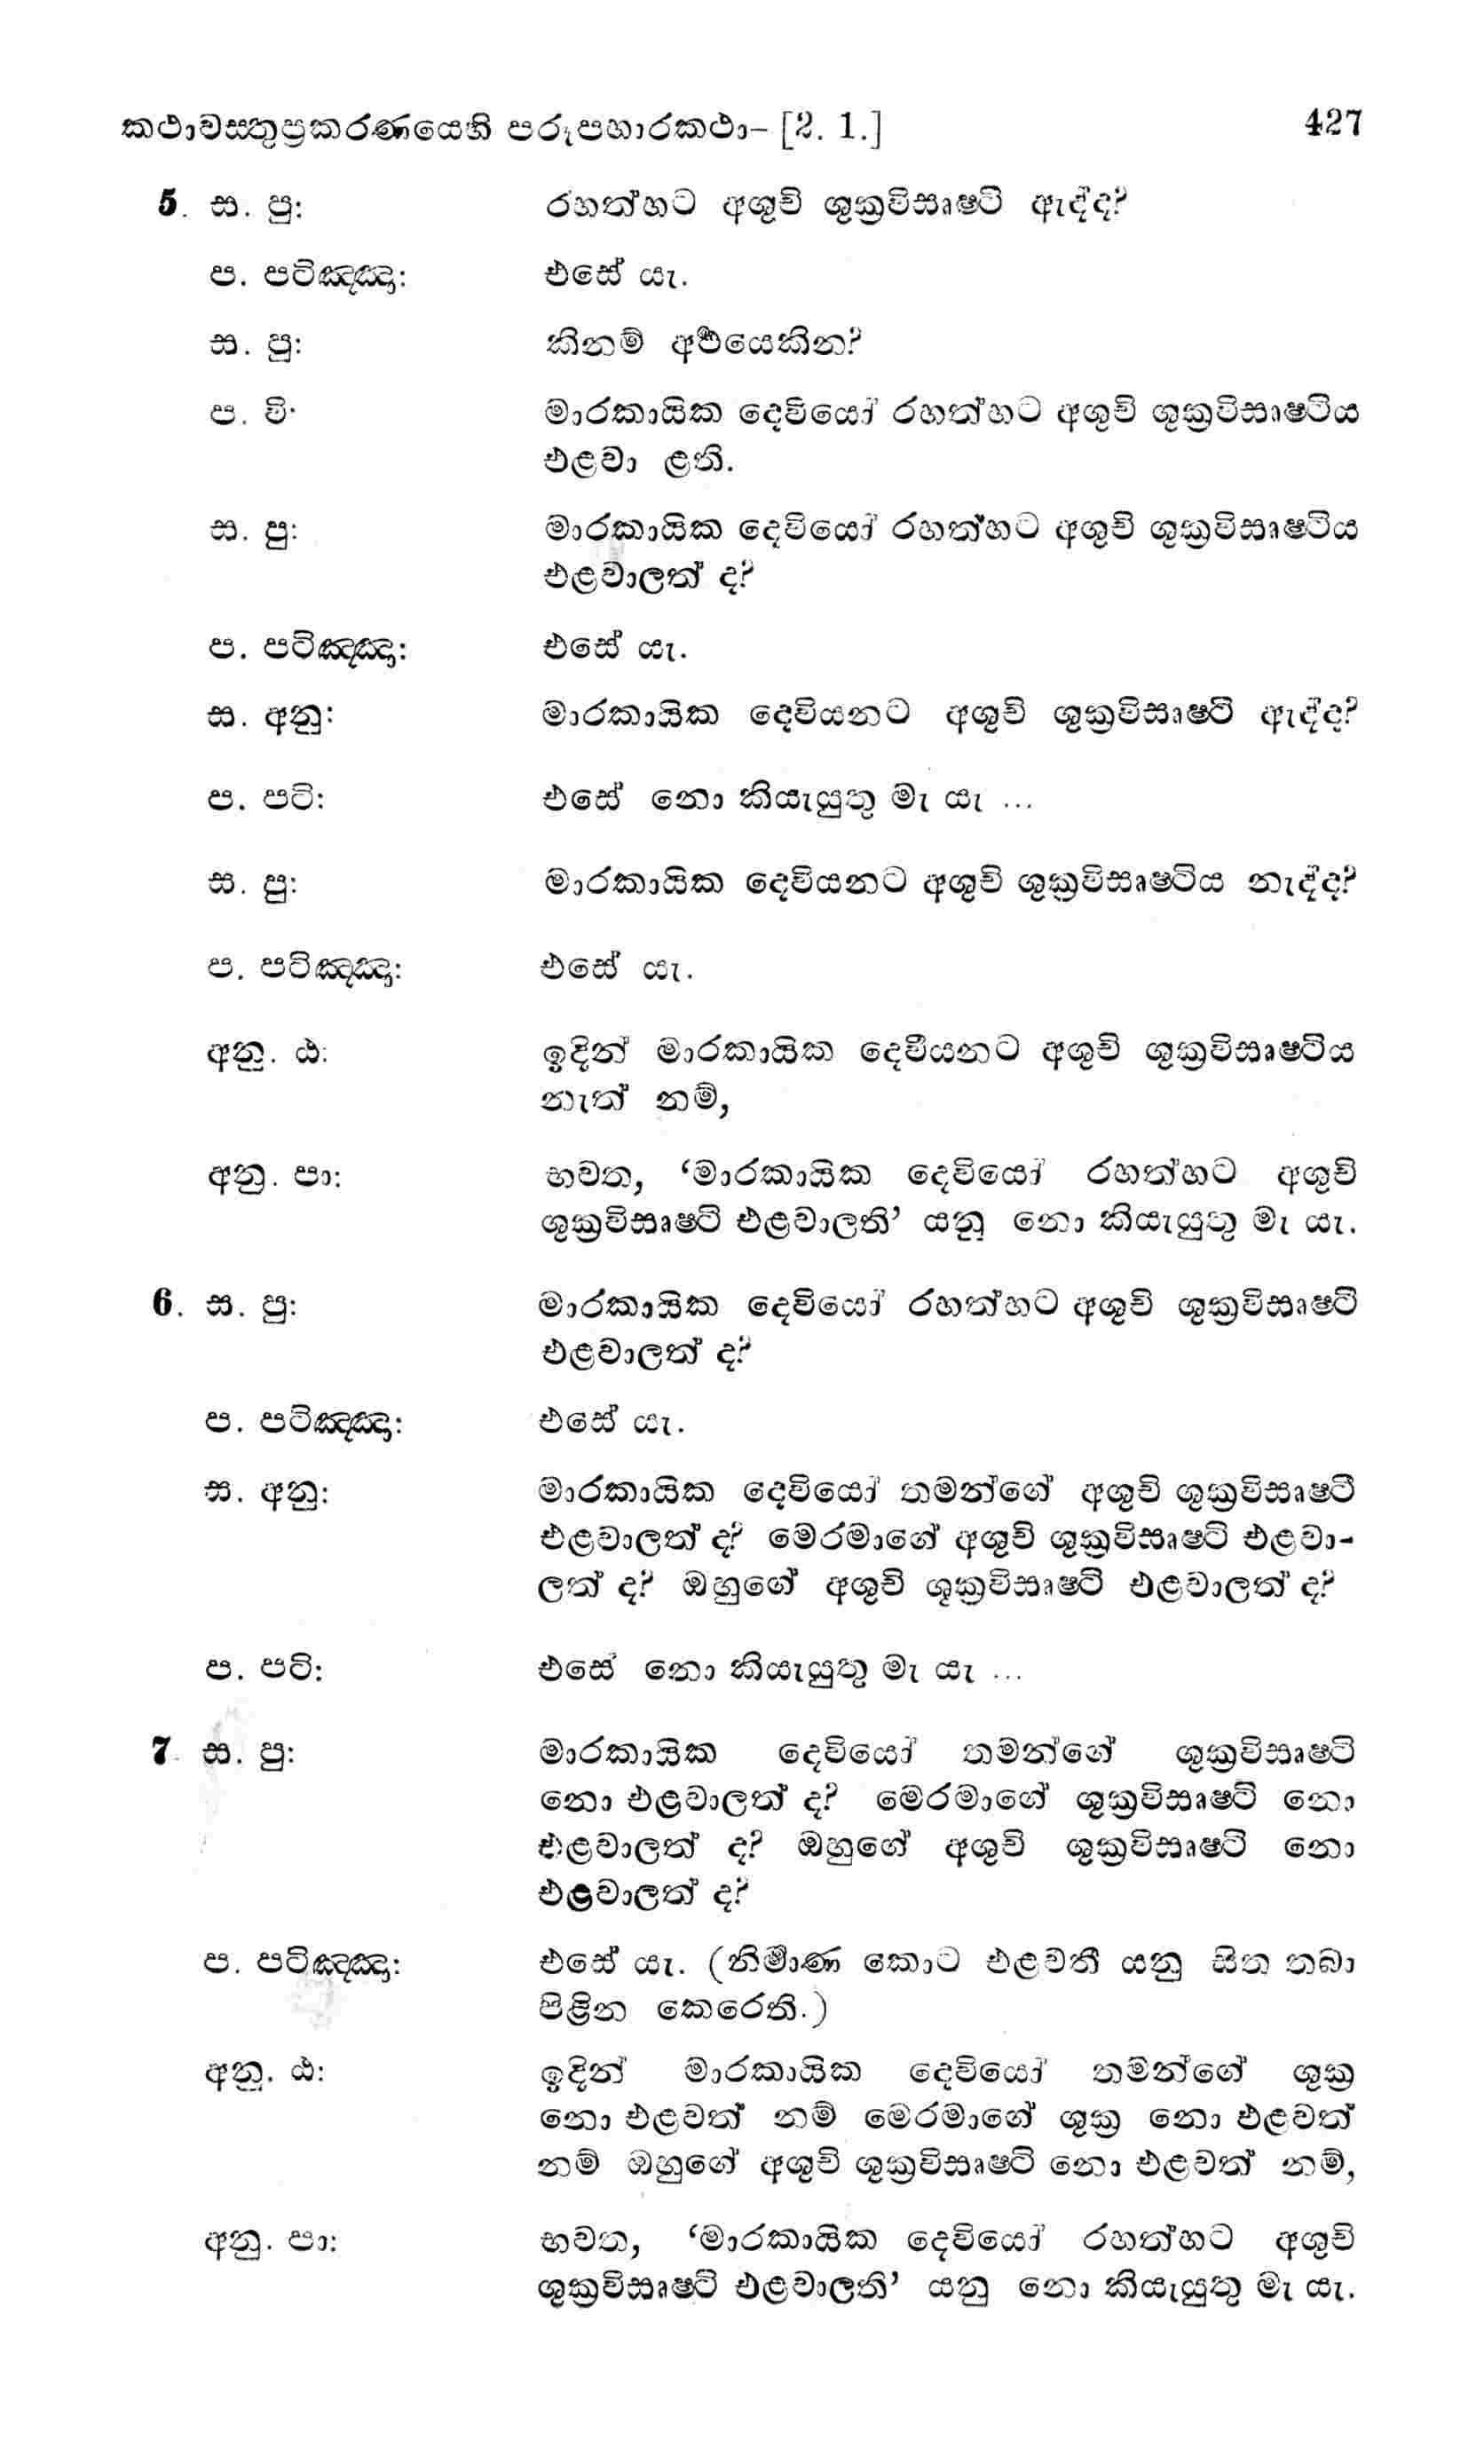 කථාවස්තුප්‍රකරණයෙහි පරූපහාරකථා– [2. 1.] 427
5. ස. පු: රහත්හට අශුචි ශුක්‍රවිසෘෂ්ටි ඇද්ද?
ප. පටිඤ්ඤා: එසේ යැ.
ස. පු: කිනම් අර්‍ථයෙකින?
ප. වි: මාරකායික දෙවියෝ රහත්හට අශුචි ශුක්‍රවිසෘෂ්ටිය
එළවා ළති.
ස. පු: මාරකායික දෙවියෝ රහත්හට අශුචි ශුක්‍රවිසෘෂ්ටිය
එළවාලත් ද?
ප. පටිඤ්ඤා: එසේ යැ.
ස. අනු: මාරකායික දෙවියනට අශුචි ශුක්‍රවිසෘෂ්ටි ඇද්ද?
ප. පටි: එසේ නො කියැයුතු මැ යැ ...
ස. පු: මාරකායික දෙවියනට අශුචි ශුක්‍රවිසෘෂ්ටිය නැද්ද?
ප. පටිඤ්ඤා: එසේ යැ.
අනු. ඨ: ඉදින් මාරකායික දෙවියනට අශුචි ශුක්‍රවිසෘෂ්ටිය
නැත් නම්,
අනු. පා: භවත, ‘මාරකායික දෙවියෝ රහත්හට අශුචි
ශුක්‍රවිසෘෂ්ටි එළවාලති’ යනු නො කියැයුතු මැ යැ.
6. ස. පු: මාරකායික දෙවියෝ රහත්හට අශුචි ශුක්‍රවිසෘෂ්ටි
එළවාලත් ද?
ප. පටිඤ්ඤා: එසේ යැ.
ස. අනු: මාරකායික දෙවියෝ තමන්ගේ අශුචි ශුක්‍රවිසෘෂ්ටි
එළවාලත් ද? මෙරමාගේ අශුචි ශුක්‍රවිසෘෂ්ටි එළවා-
ලත් ද? ඔහුගේ අශුචි ශුක්‍රවිසෘෂ්ටි එළවාලත් ද?
ප. පටි: එසේ නො කියැයුතු මැ යැ ...
7. ස. පු: මාරකායික දෙවියෝ තමන්ගේ ශුක්‍රවිසෘෂ්ටි
නො එළවාලත් ද? මෙරමාගේ ශුක්‍රවිසෘෂ්ටි නො
එළවාලත් ද? ඔහුගේ අශුචි ශුක්‍රවිසෘෂ්ටි නො
එළවාලත් ද?
ප. පටිඤ්ඤා: එසේ යැ. (නිර්‍මාණ කොට එළවතී යනු සිත තබා
පිළින කෙරෙති.)
අනු. ඨ: ඉදින් මාරකායික දෙවියෝ තමන්ගේ ශුක්‍ර
නො එළවත් නම් මෙරමාගේ ශුක්‍ර නො එළවත්
නම් ඔහුගේ අශුචි ශුක්‍රවිසෘෂ්ටි නො එළවත් නම්,
අනු. පා: භවත, ‘මාරකායික දෙවියෝ රහත්හට අශුචි
ශුක්‍රවිසෘෂ්ටි එළවාලති’ යනු නො කියැයුතු මැ යැ.